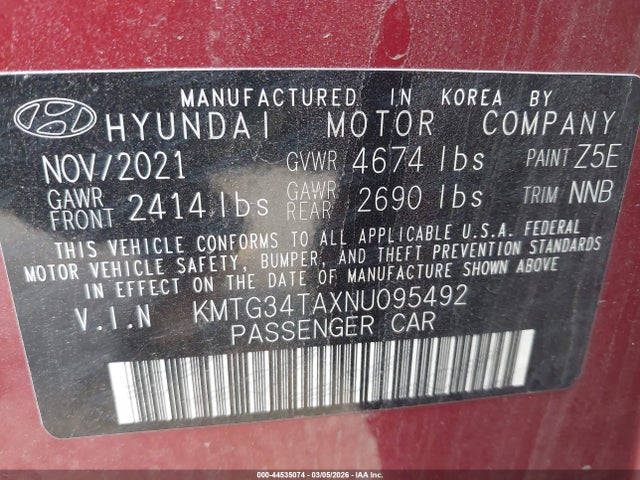 MANUFACTURED IN KOREA BY
HYUNDAI MOTOR COMPANY
NOV/2021 GVWR 4674 lbs PAINT Z5E
GAWR FRONT 2414 lbs GAWR REAR 2690 lbs TRIM NNB
THIS VEHICLE CONFORMS TO ALL APPLICABLE U.S.A. FEDERAL
MOTOR VEHICLE SAFETY, BUMPER, AND THEFT PREVENTION STANDARDS
IN EFFECT ON THE DATE OF MANUFACTURE SHOWN ABOVE
V.I.N KMTG34TAXNU095492
PASSENGER CAR
000-44535074 | 03/05/2026 - IAA Inc.